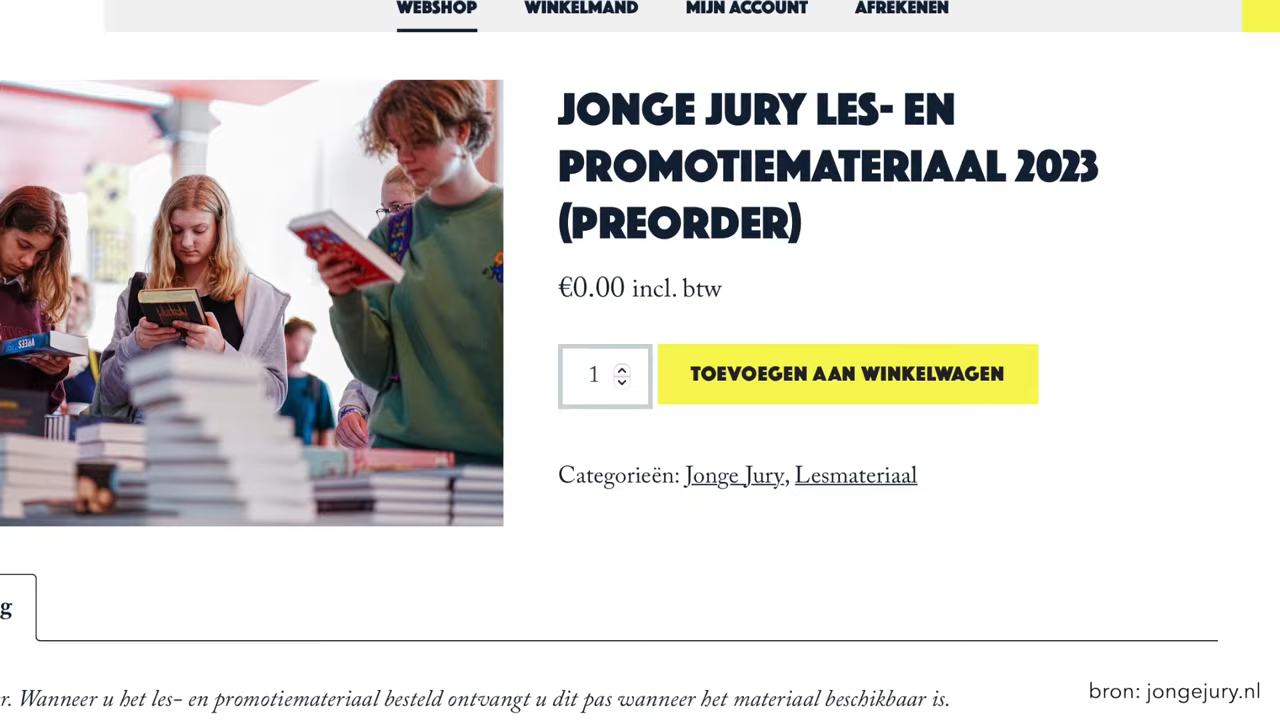 WEBSHOP WINKELMAND MIJN ACCOUNT AFREKENEN
JONGE JURY LES- EN
PROMOTIEMATERIAAL 2023
(PREORDER)
€0.00 incl. btw
1 TOEVOEGEN AAN WINKELWAGEN
Categorieën: Jonge Jury, Lesmateriaal
VREES
g
r. Wanneer u het les- en promotiemateriaal besteld ontvangt u dit pas wanneer het materiaal beschikbaar is.
bron: jongejury.nl